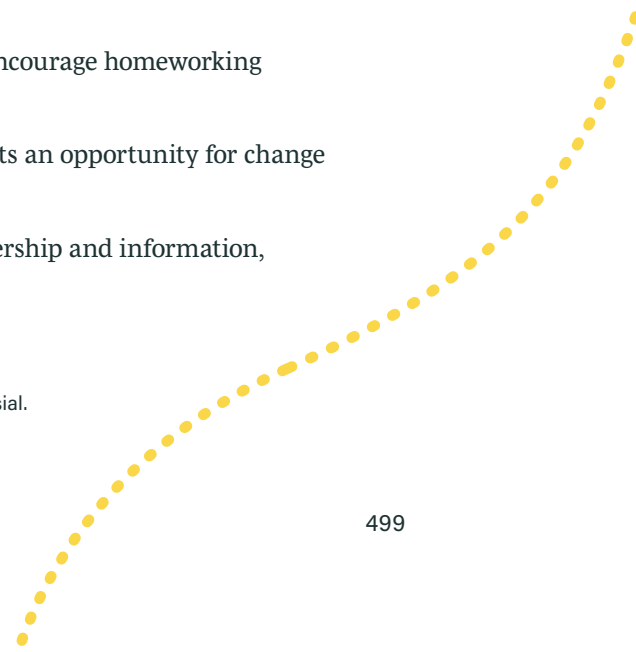 ncourage homeworking
ts an opportunity for change
ership and information,
sial.
499